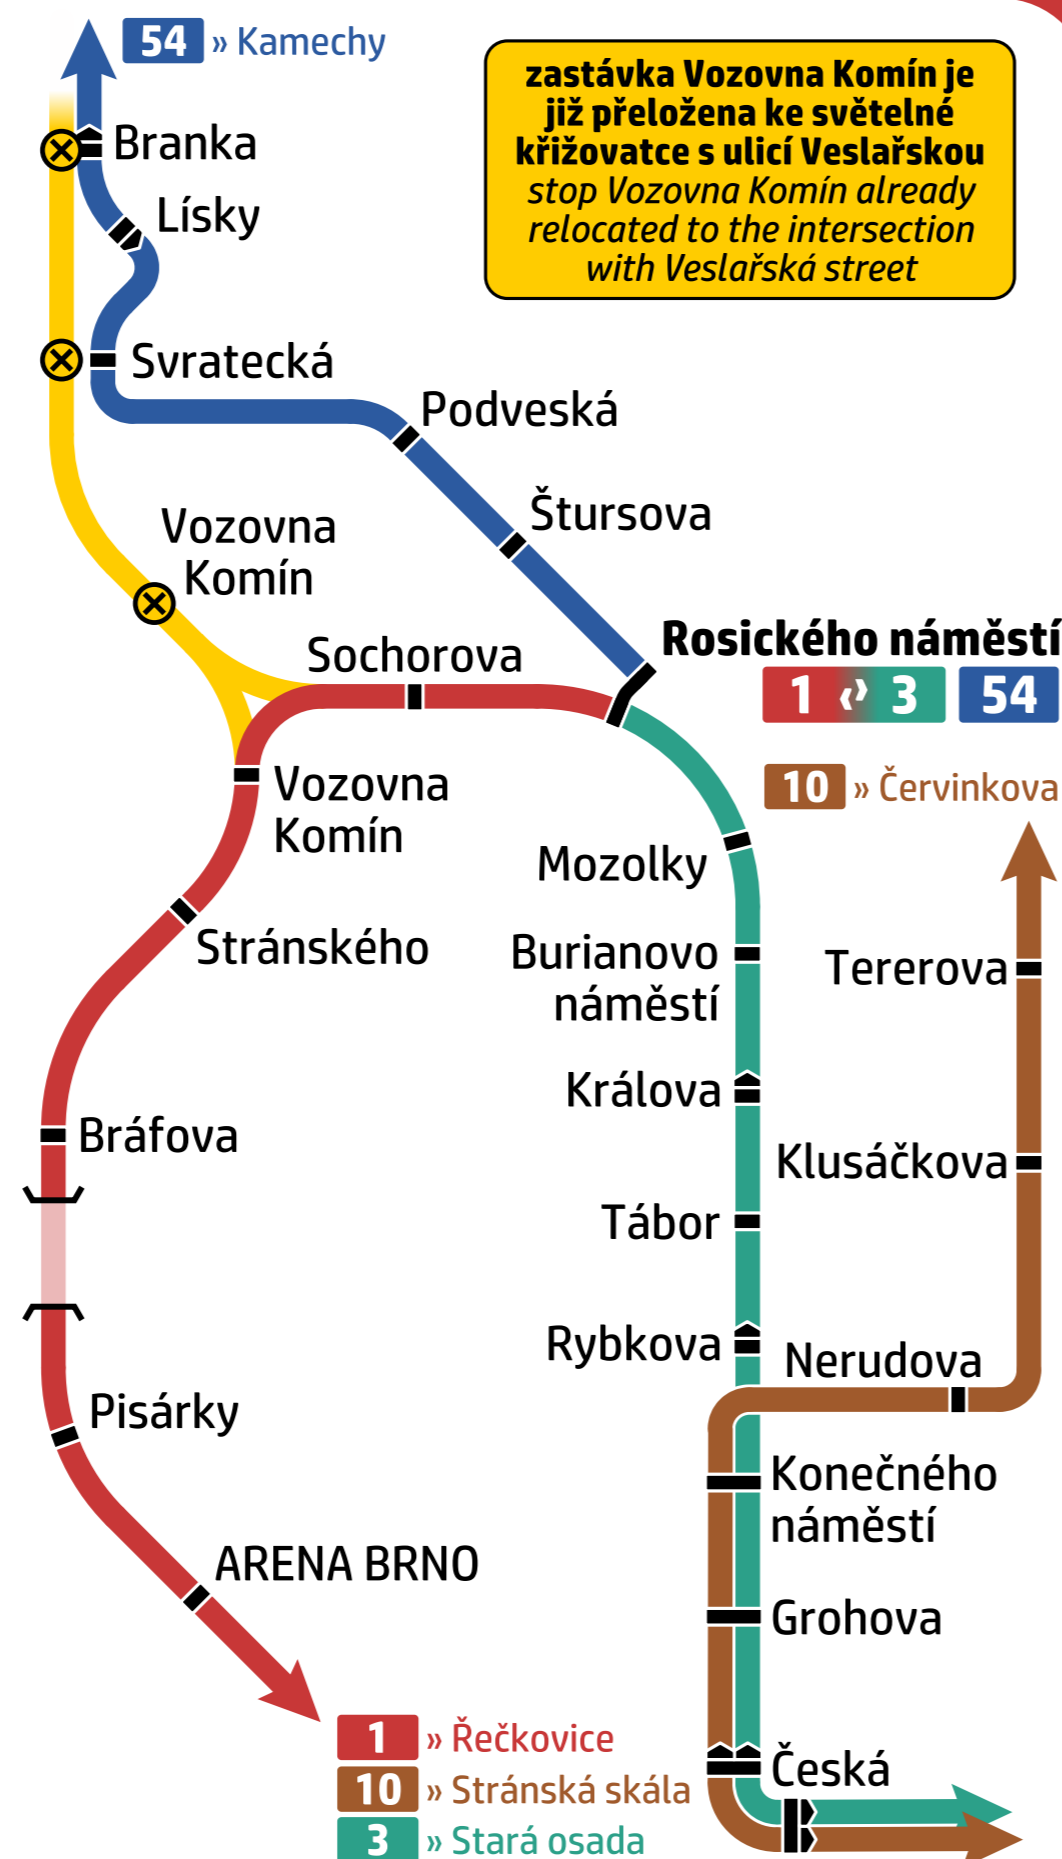 54 » Kamechy
zastávka Vozovna Komín je
již přeložena ke světelné
křižovatce s ulicí Veslařskou
stop Vozovna Komín already
relocated to the intersection
with Veslařská street
Branka
Lísky
Svratecká
Podveská
Štursova
Vozovna
Komín
Sochorova
Rosického náměstí
1 3 54
Vozovna
Komín
10 » Červinkova
Mozolky
Stránského
Burianovo
náměstí
Tererova
Králova
Bráfova
Klusáčkova
Tábor
Rybkova
Nerudova
Pisárky
Konečného
náměstí
ARENA BRNO
Grohova
1 » Řečkovice
Česká
10 » Stránská skála
3 » Stará osada